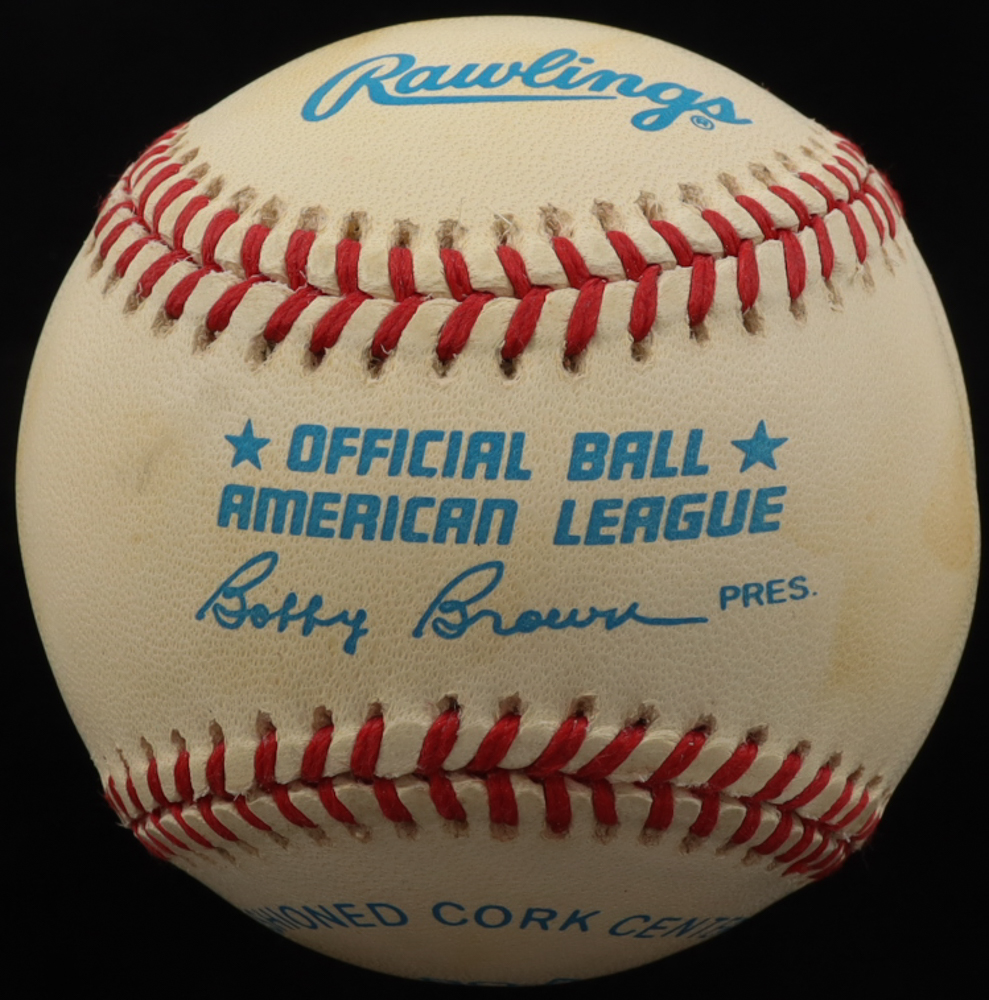 Rawlings®
★ OFFICIAL BALL ★
AMERICAN LEAGUE
Bobby Brown PRES.
CORK